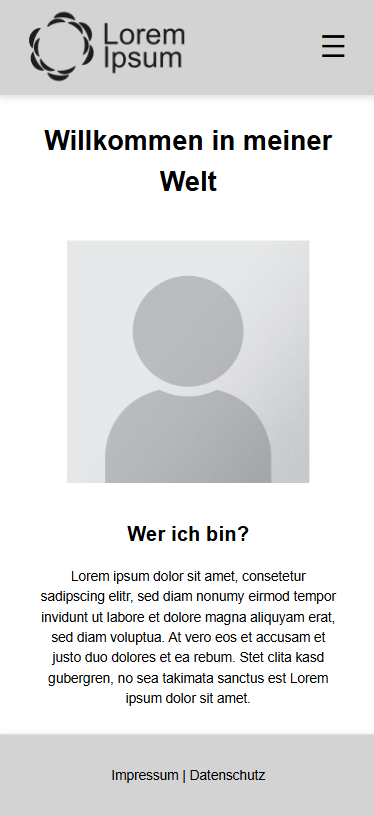 Lorem
Ipsum
Willkommen in meiner
Welt
Wer ich bin?
Lorem ipsum dolor sit amet, consetetur
sadipscing elitr, sed diam nonumy eirmod tempor
invidunt ut labore et dolore magna aliquyam erat,
sed diam voluptua. At vero eos et accusam et
justo duo dolores et ea rebum. Stet clita kasd
gubergren, no sea takimata sanctus est Lorem
ipsum dolor sit amet.
Impressum | Datenschutz